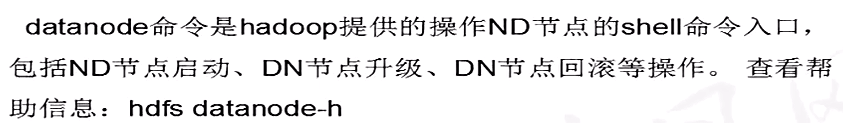 datanode命令是hadoop提供的操作ND节点的shell命令入口，
包括ND节点启动、DN节点升级、DN节点回滚等操作。 查看帮
助信息：hdfs datanode-h